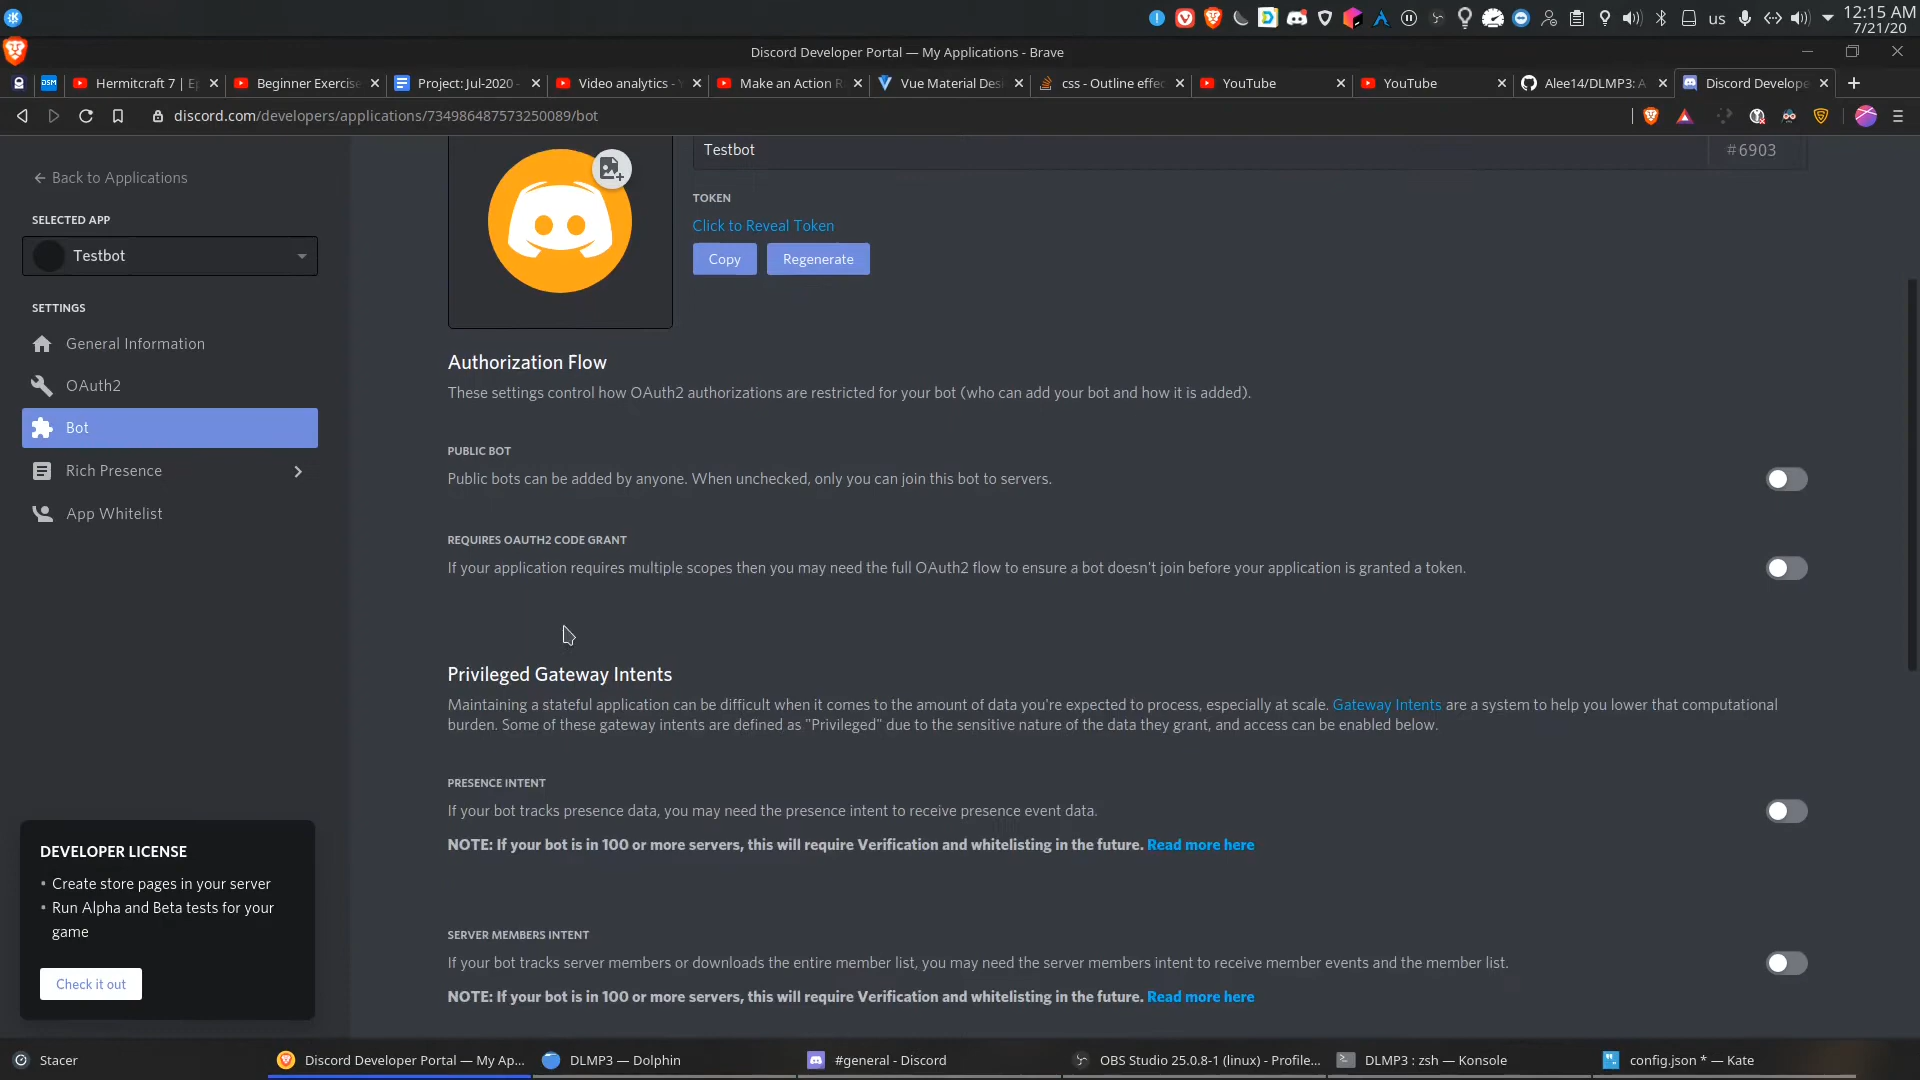 us
12:15 AM
7/21/20
Discord Developer Portal — My Applications - Brave
DSM
Hermitcraft 7 | E
Beginner Exercise
Project: Jul-2020 -
Video analytics -
Make an Action R
Vue Material Des
css - Outline effec
YouTube
YouTube
Alee14/DLMP3: A
Discord Develope
discord.com/developers/applications/734986487573250089/bot
Back to Applications
SELECTED APP
Testbot
SETTINGS
General Information
OAuth2
Bot
Rich Presence
App Whitelist
DEVELOPER LICENSE
• Create store pages in your server
• Run Alpha and Beta tests for your
game
Check it out
Testbot
#6903
TOKEN
Click to Reveal Token
Copy
Regenerate
Authorization Flow
These settings control how OAuth2 authorizations are restricted for your bot (who can add your bot and how it is added).
PUBLIC BOT
Public bots can be added by anyone. When unchecked, only you can join this bot to servers.
REQUIRES OAUTH2 CODE GRANT
If your application requires multiple scopes then you may need the full OAuth2 flow to ensure a bot doesn't join before your application is granted a token.
Privileged Gateway Intents
Maintaining a stateful application can be difficult when it comes to the amount of data you're expected to process, especially at scale. Gateway Intents are a system to help you lower that computational
burden. Some of these gateway intents are defined as "Privileged" due to the sensitive nature of the data they grant, and access can be enabled below.
PRESENCE INTENT
If your bot tracks presence data, you may need the presence intent to receive presence event data.
NOTE: If your bot is in 100 or more servers, this will require Verification and whitelisting in the future. Read more here
SERVER MEMBERS INTENT
If your bot tracks server members or downloads the entire member list, you may need the server members intent to receive member events and the member list.
NOTE: If your bot is in 100 or more servers, this will require Verification and whitelisting in the future. Read more here
Stacer
Discord Developer Portal — My Ap...
DLMP3 — Dolphin
#general - Discord
OBS Studio 25.0.8-1 (linux) - Profile...
DLMP3 : zsh — Konsole
config.json * — Kate